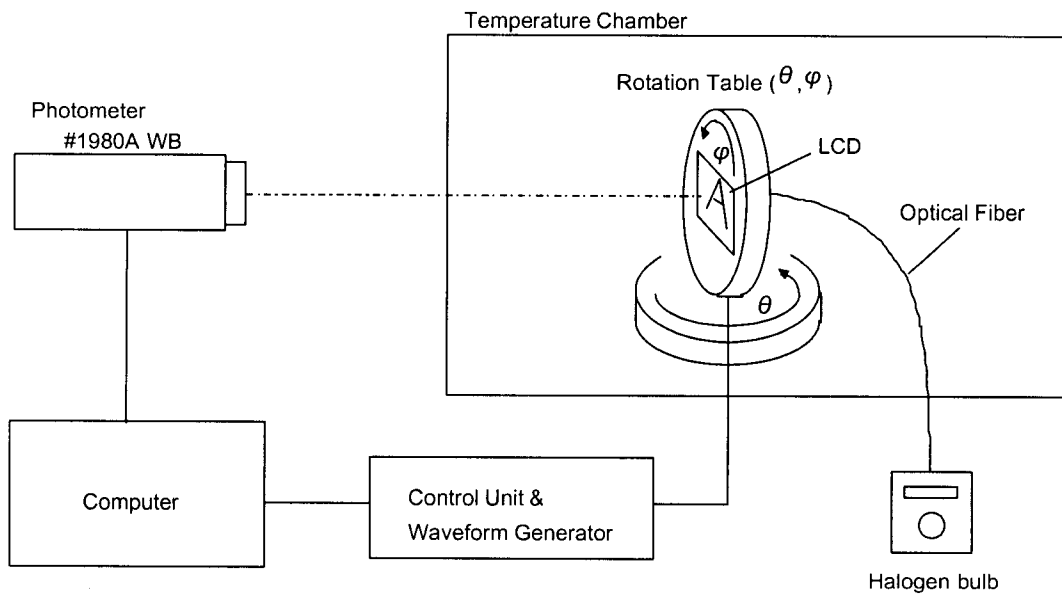 Temperature Chamber
Rotation Table (θ,φ)
Photometer
#1980A WB
φ
LCD
A
Optical Fiber
θ
Computer
Control Unit &
Waveform Generator
Halogen bulb